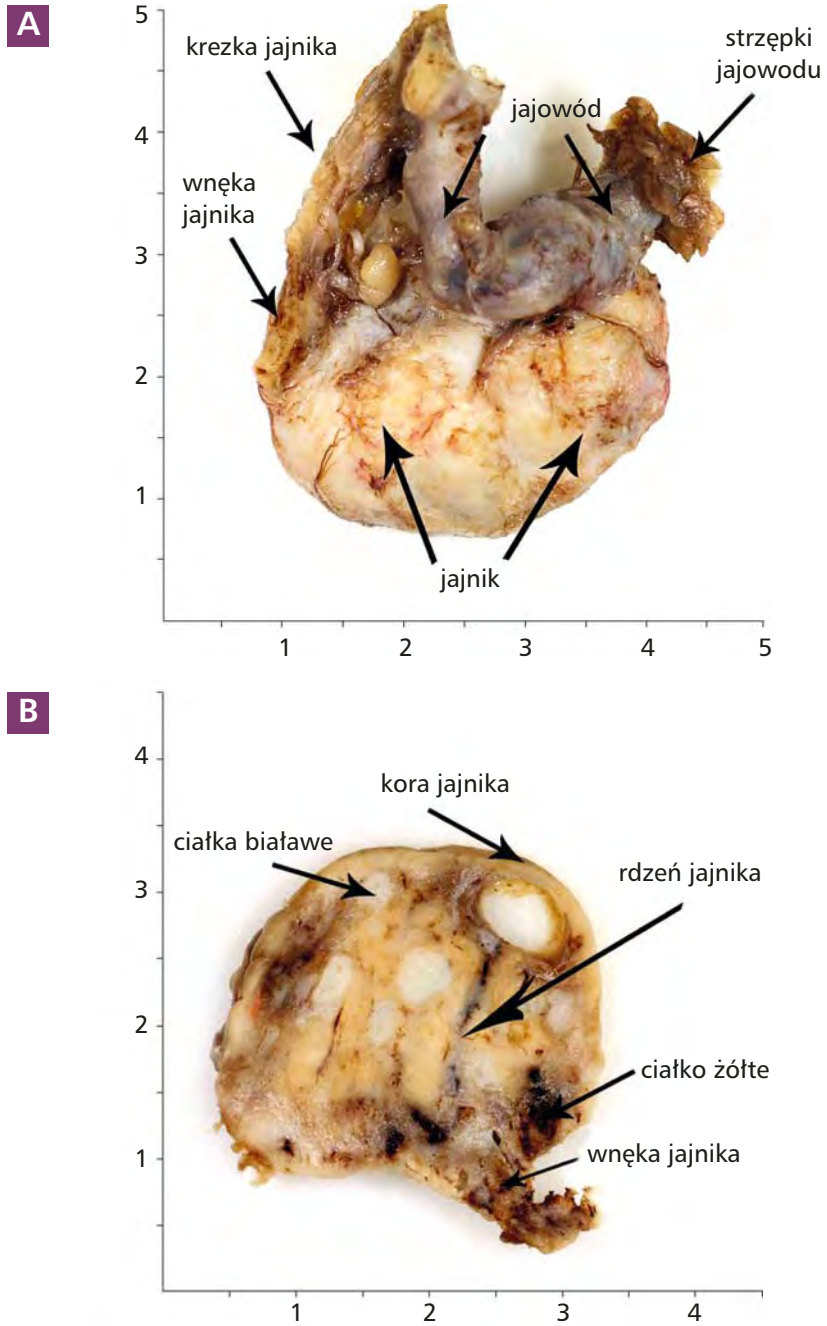 A
5
krezka jajnika
strzępki
jajowodu
jajowód
4
wnęka
jajnika
3
2
1
jajnik
1 2 3 4 5
B
4
kora jajnika
ciałka białawe
rdzeń jajnika
3
2
ciałko żółte
wnęka jajnika
1
1 2 3 4